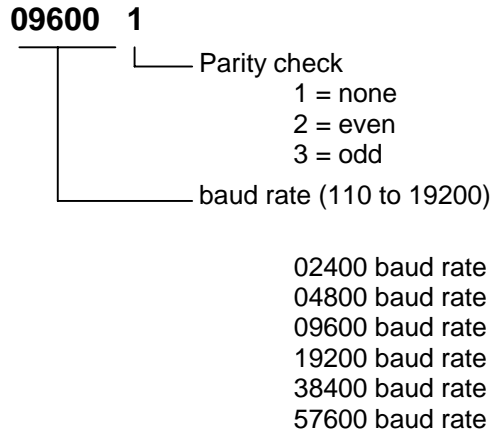 09600 1
Parity check
1 = none
2 = even
3 = odd
baud rate (110 to 19200)
02400 baud rate
04800 baud rate
09600 baud rate
19200 baud rate
38400 baud rate
57600 baud rate